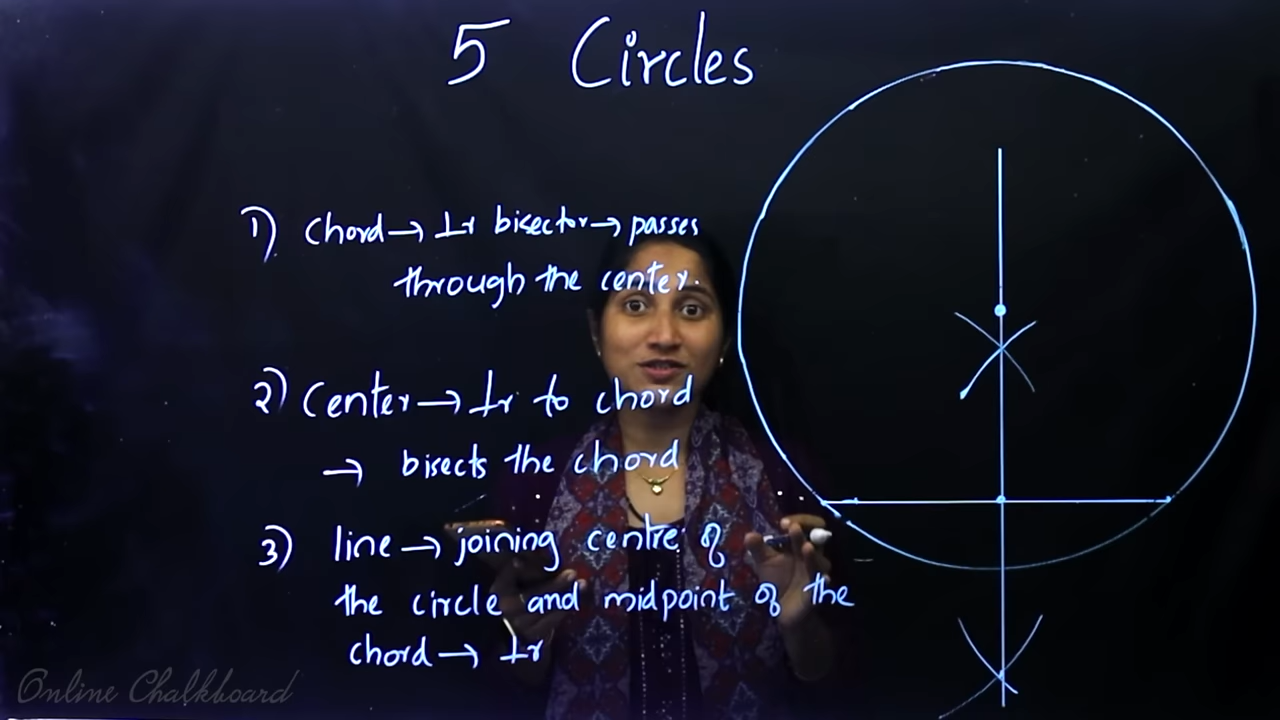 5 Circles
1) chord → ⊥r bisector → passes
through the center.
2) Center → ⊥r to chord
→ bisects the chord
3) line → joining centre of
the circle and midpoint of the
chord → ⊥r
Online Chalkboard